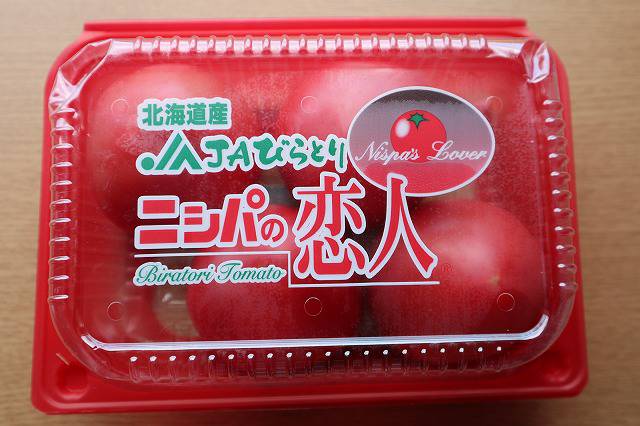 北海道産
JAびらとり
Nispa's Lover
ニシパの恋人
Biratori Tomato
®